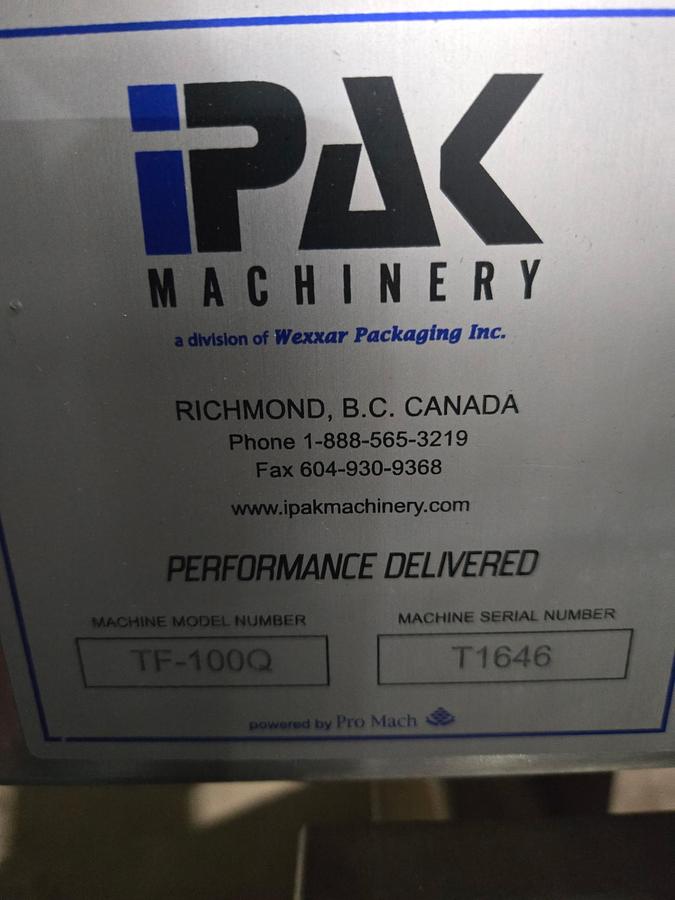 iPAK
MACHINERY
a division of Wexxar Packaging Inc.
RICHMOND, B.C. CANADA
Phone 1-888-565-3219
Fax 604-930-9368
www.ipakmachinery.com
PERFORMANCE DELIVERED
MACHINE MODEL NUMBER MACHINE SERIAL NUMBER
TF-100Q T1646
powered by Pro Mach